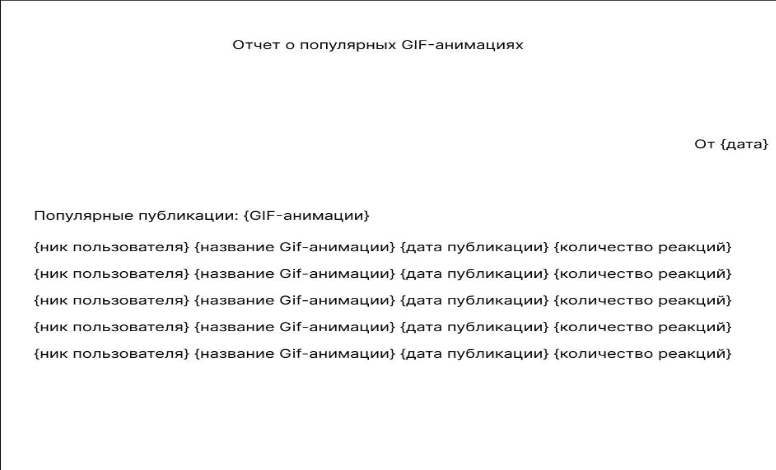 Отчет о популярных GIF-анимациях
От {дата}
Популярные публикации: {GIF-анимации}
{ник пользователя} {название Gif-анимации} {дата публикации} {количество реакций}
{ник пользователя} {название Gif-анимации} {дата публикации} {количество реакций}
{ник пользователя} {название Gif-анимации} {дата публикации} {количество реакций}
{ник пользователя} {название Gif-анимации} {дата публикации} {количество реакций}
{ник пользователя} {название Gif-анимации} {дата публикации} {количество реакций}